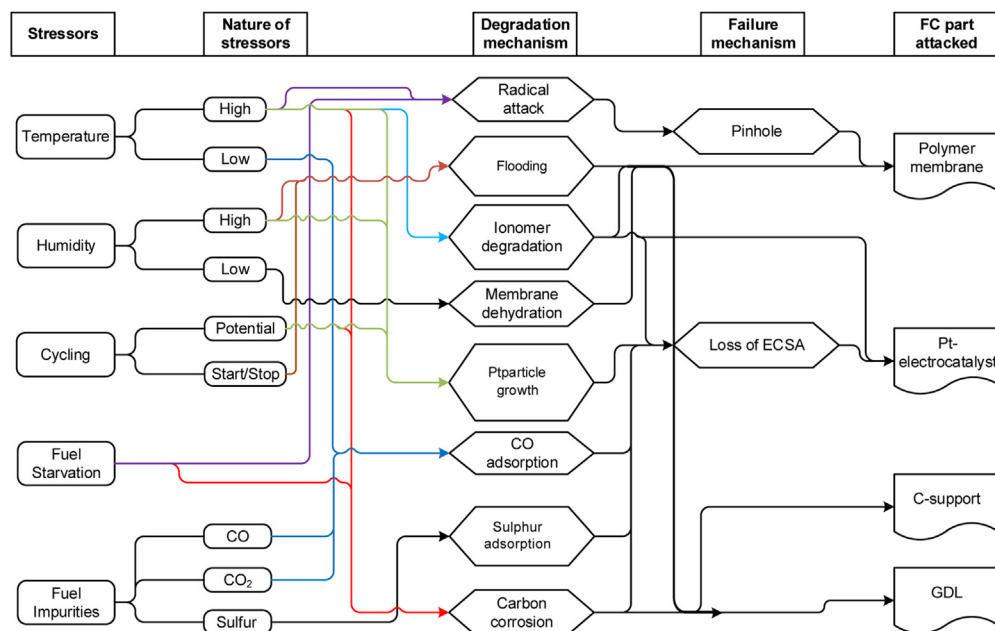 Stressors
Nature of
stressors
Degradation
mechanism
Failure
mechanism
FC part
attacked
Temperature
High
Low
Humidity
High
Low
Cycling
Potential
Start/Stop
Fuel
Starvation
Fuel
Impurities
CO
CO₂
Sulfur
Radical
attack
Flooding
Ionomer
degradation
Membrane
dehydration
Ptparticle
growth
CO
adsorption
Sulphur
adsorption
Carbon
corrosion
Pinhole
Loss of ECSA
Polymer
membrane
Pt-
electrocatalyst
C-support
GDL